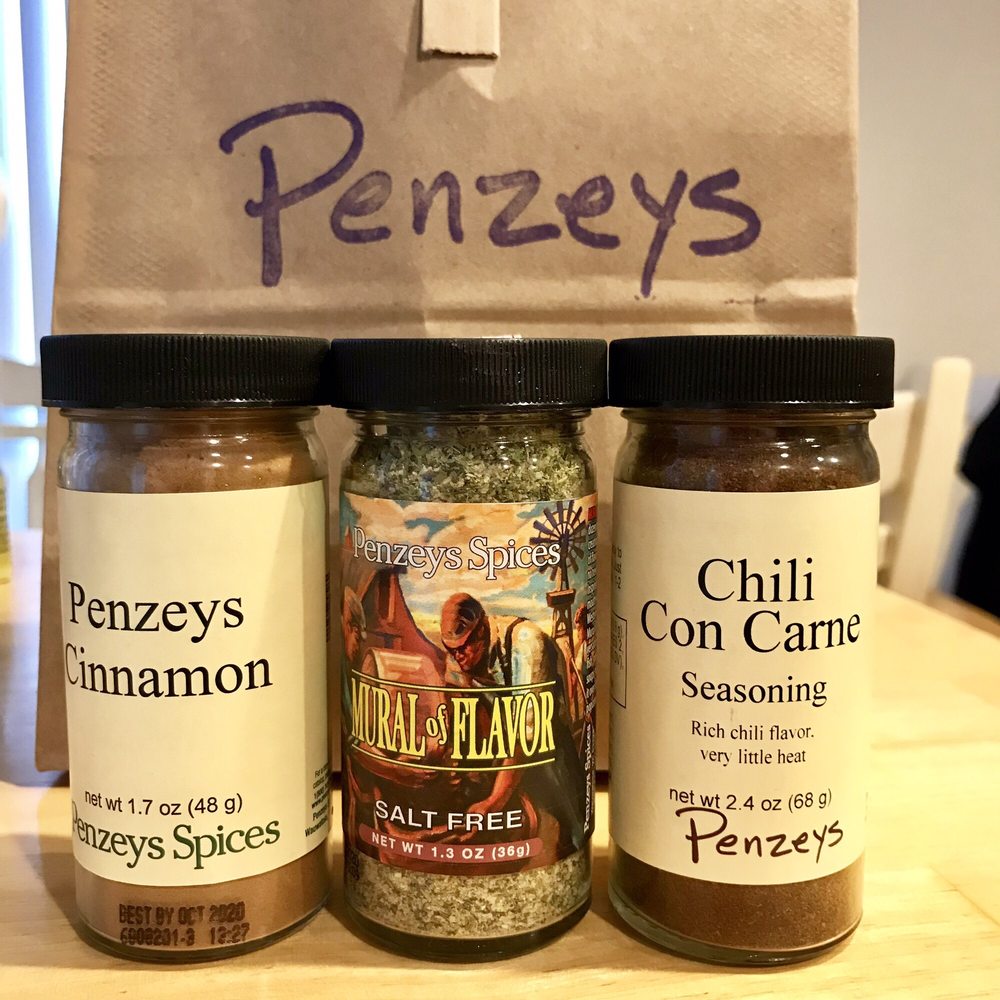 Penzeys
Penzeys
Cinnamon
net wt 1.7 oz (48 g)
Penzeys Spices
BEST BY OCT 2020
Penzeys Spices
MURAL of FLAVOR
SALT FREE
NET WT 1.3 OZ (36g)
Penzeys Spices
Chili
Con Carne
Seasoning
Rich chili flavor.
very little heat
net wt 2.4 oz (68 g)
Penzeys